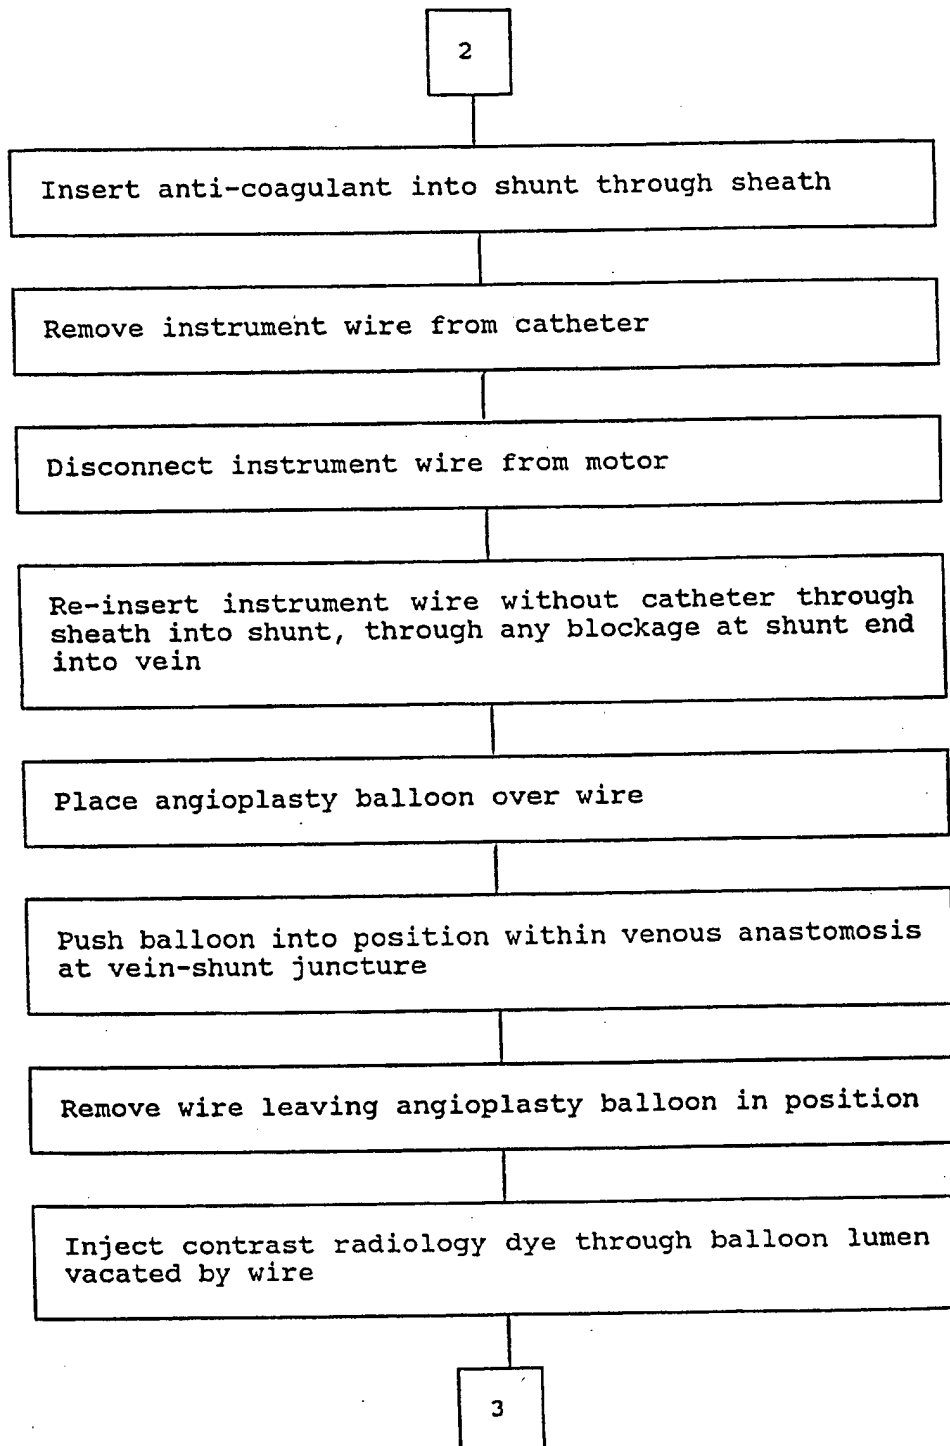 2
Insert anti-coagulant into shunt through sheath
Remove instrument wire from catheter
Disconnect instrument wire from motor
Re-insert instrument wire without catheter through
sheath into shunt, through any blockage at shunt end
into vein
Place angioplasty balloon over wire
Push balloon into position within venous anastomosis
at vein-shunt juncture
Remove wire leaving angioplasty balloon in position
Inject contrast radiology dye through balloon lumen
vacated by wire
3